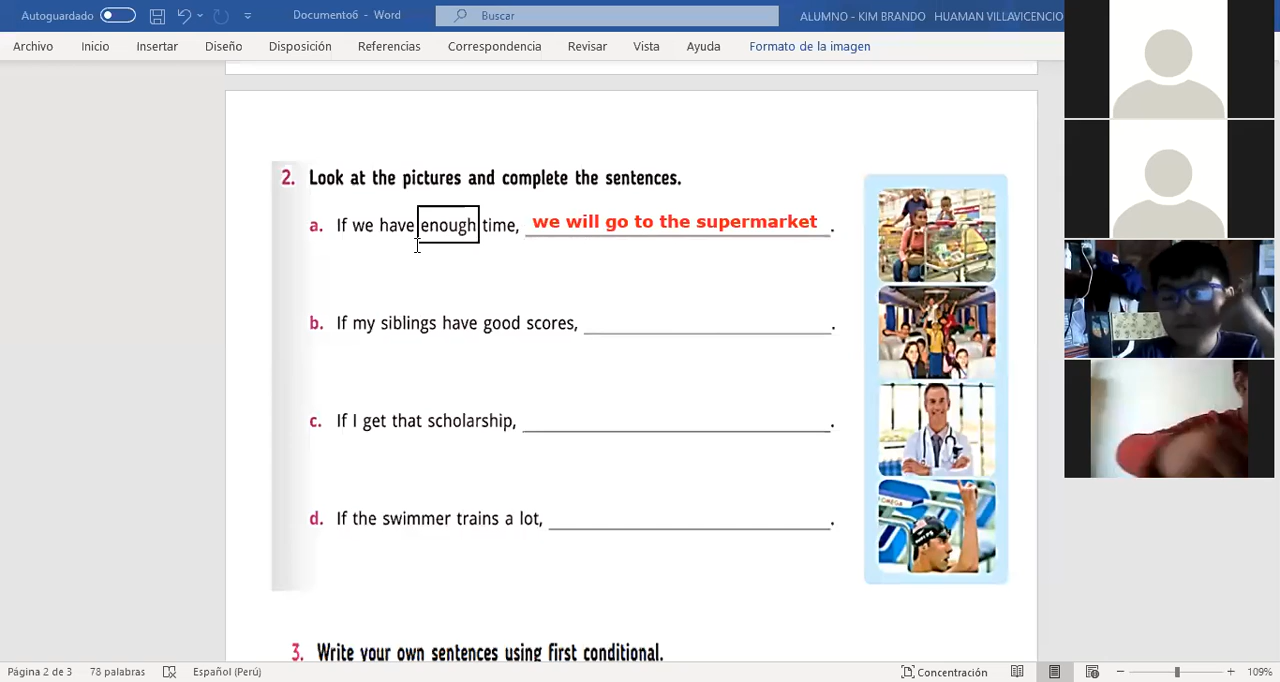 Autoguardado
Documento6 - Word
Buscar
ALUMNO - KIM BRANDO HUAMAN VILLAVICENCIO
Archivo Inicio Insertar Diseño Disposición Referencias Correspondencia Revisar Vista Ayuda Formato de la imagen
2. Look at the pictures and complete the sentences.
a. If we have enough time, we will go to the supermarket.
b. If my siblings have good scores, ____________________.
c. If I get that scholarship, ____________________.
d. If the swimmer trains a lot, ____________________.
OMEGA
3. Write your own sentences using first conditional.
Página 2 de 3 78 palabras Español (Perú) Concentración 109%